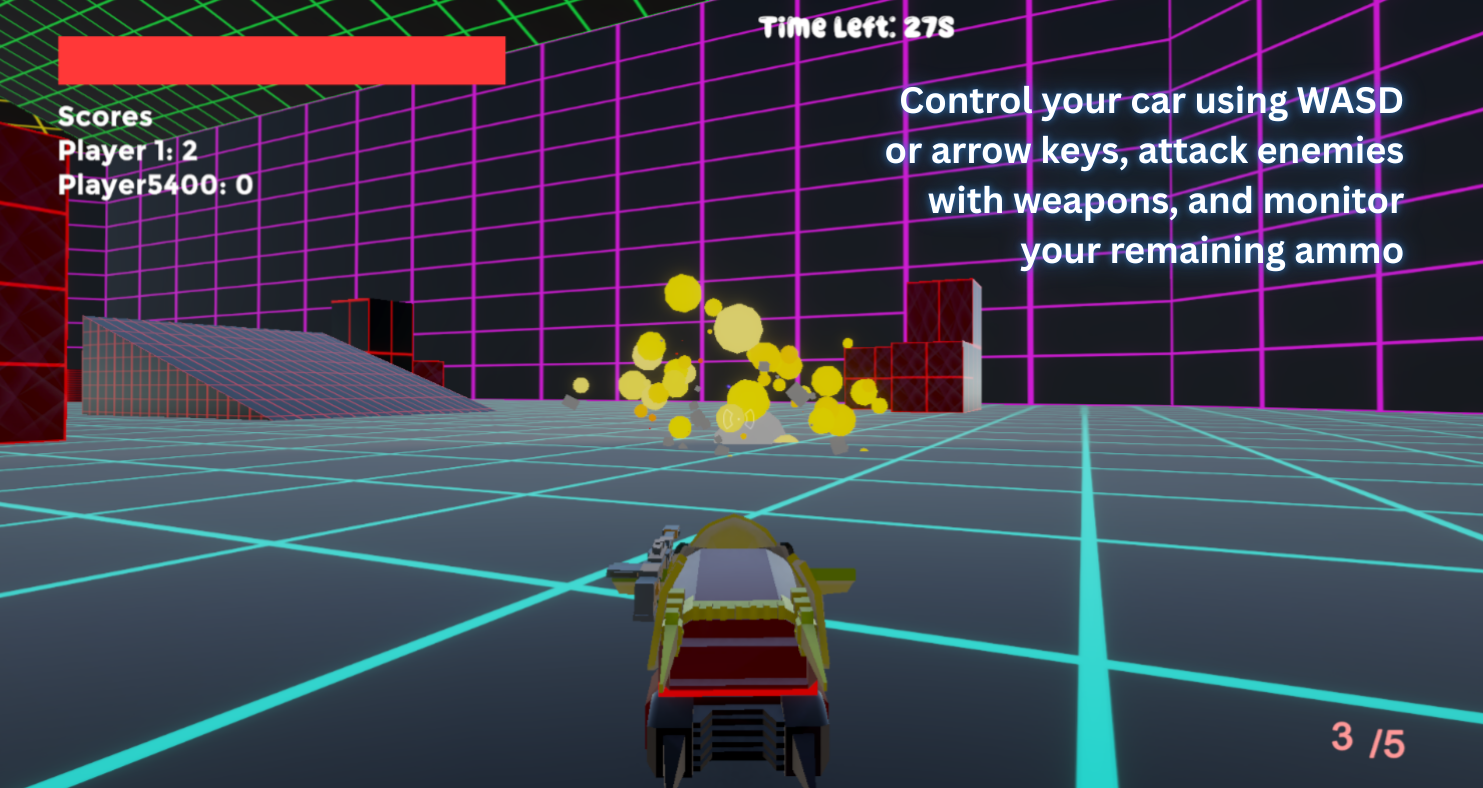 Time Left: 27S
Scores
Player 1: 2
Player5400: 0
Control your car using WASD
or arrow keys, attack enemies
with weapons, and monitor
your remaining ammo
3 /5